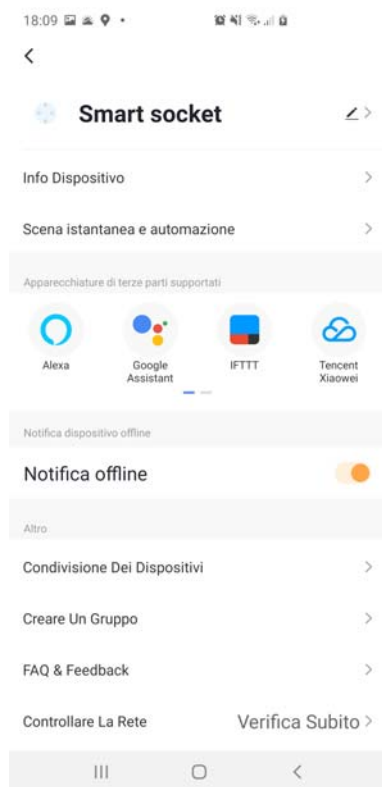 18:09
Smart socket
Info Dispositivo
Scena istantanea e automazione
Apparecchiature di terze parti supportati
Alexa
Google
Assistant
IFTTT
Tencent
Xiaowei
Notifica dispositivo offline
Notifica offline
Altro
Condivisione Dei Dispositivi
Creare Un Gruppo
FAQ & Feedback
Controllare La Rete Verifica Subito